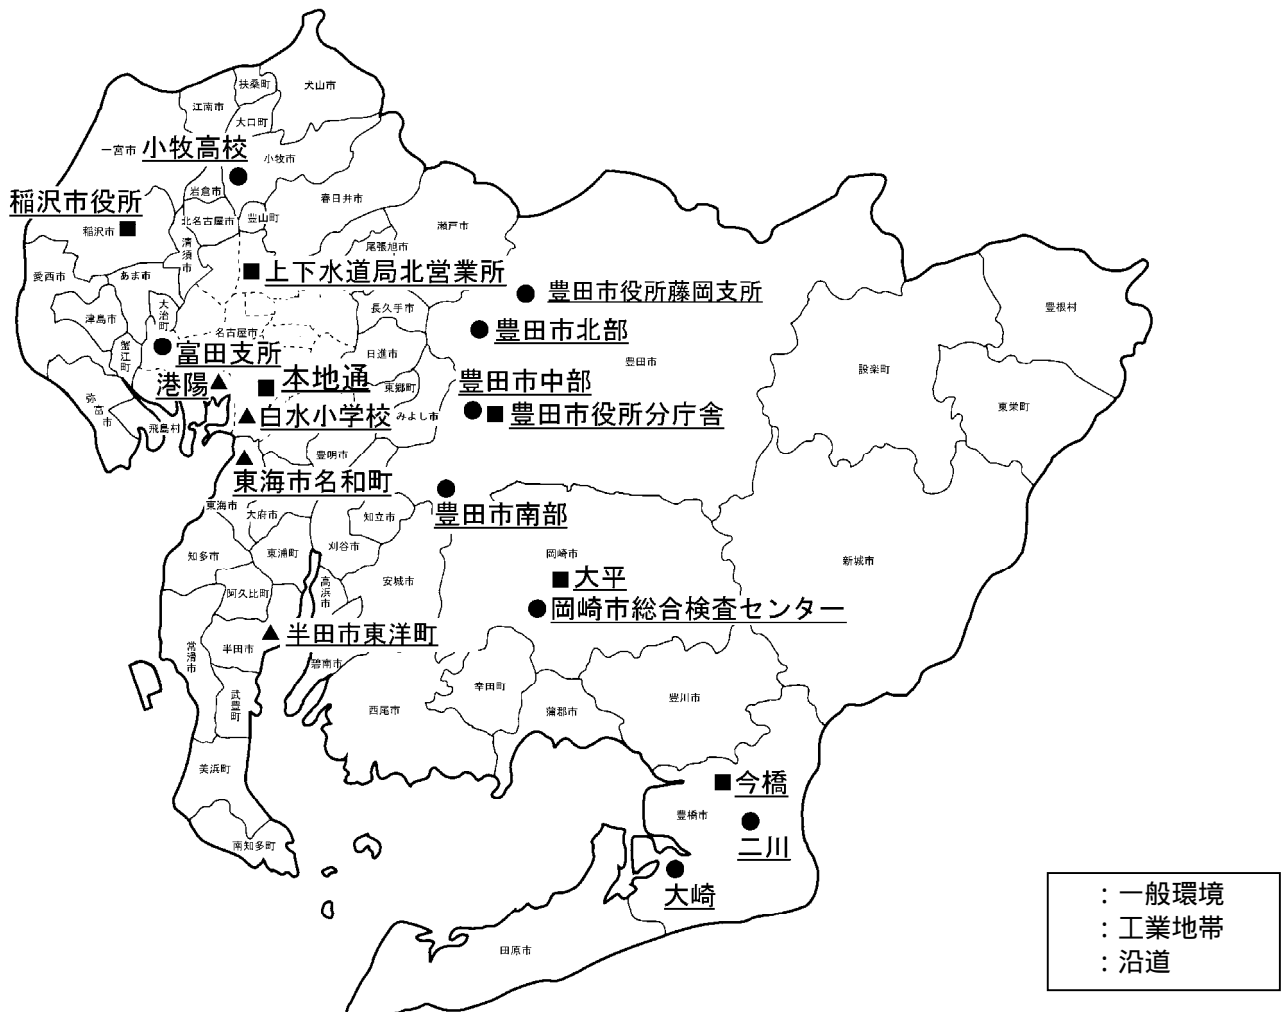 扶桑町
犬山市
江南市
大口町
一宮市
小牧高校
小牧市
岩倉市
春日井市
稲沢市役所
稲沢市
北名古屋市
豊山町
瀬戸市
清須市
尾張旭市
愛西市
あま市
上下水道局北営業所
豊田市役所藤岡支所
大治町
長久手市
津島市
名古屋市
豊田市北部
豊根村
蟹江町
富田支所
日進市
豊田市
設楽町
港陽
本地通
東郷町
豊田市中部
弥富市
飛島村
白水小学校
みよし市
豊田市役所分庁舎
東栄町
豊明市
東海市名和町
豊田市南部
東海市
大府市
知立市
知多市
東浦町
刈谷市
岡崎市
新城市
大平
安城市
高浜市
阿久比町
岡崎市総合検査センター
半田市東洋町
常滑市
半田市
碧南市
武豊町
西尾市
幸田町
蒲郡市
豊川市
美浜町
今橋
豊橋市
南知多町
二川
大崎
田原市
：一般環境
：工業地帯
：沿道